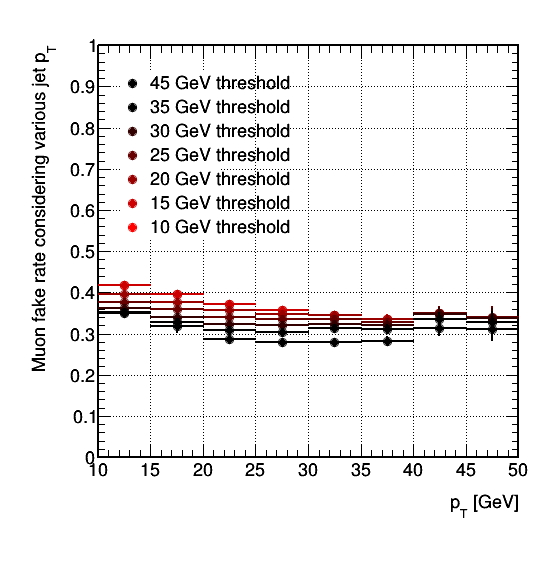 Muon fake rate considering various jet p_T
1
0.9
0.8
0.7
0.6
0.5
0.4
0.3
0.2
0.1
0
45 GeV threshold
35 GeV threshold
30 GeV threshold
25 GeV threshold
20 GeV threshold
15 GeV threshold
10 GeV threshold
10 15 20 25 30 35 40 45 50
p_T [GeV]